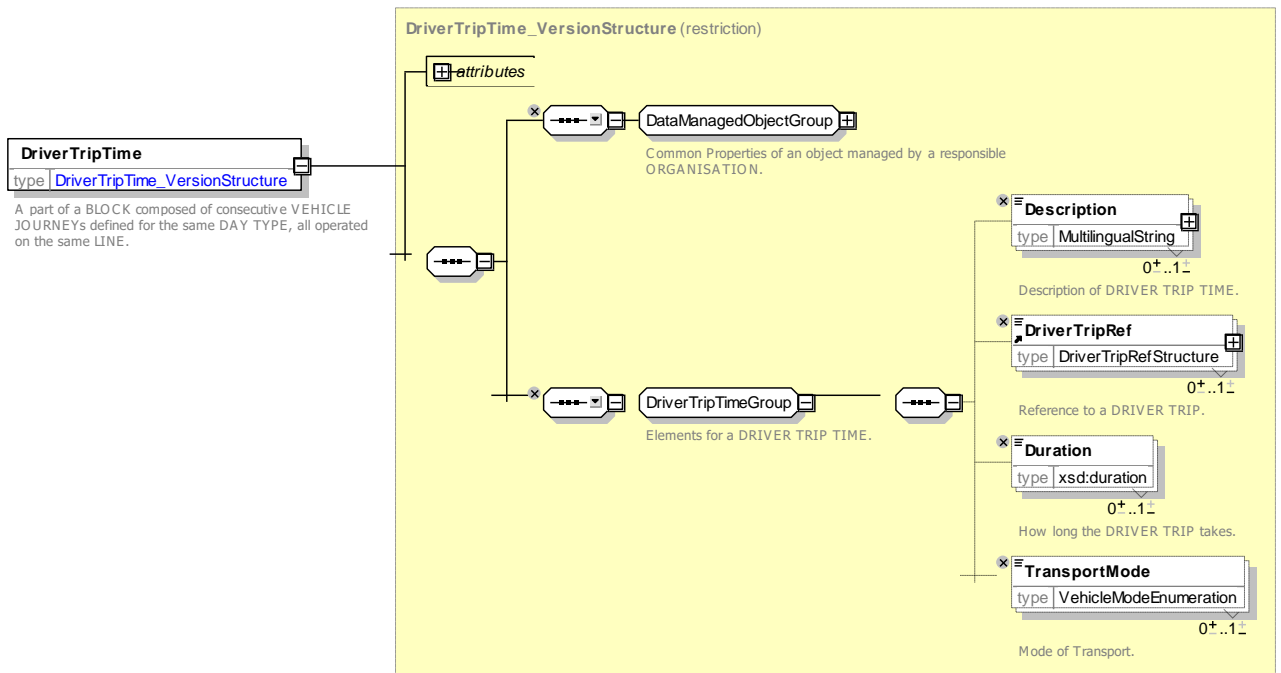 DriverTripTime_VersionStructure (restriction)
attributes
DriverTripTime
type DriverTripTime_VersionStructure
A part of a BLOCK composed of consecutive VEHICLE
JOURNEYs defined for the same DAY TYPE, all operated
on the same LINE.
DataManagedObjectGroup
Common Properties of an object managed by a responsible
ORGANISATION.
DriverTripTimeGroup
Elements for a DRIVER TRIP TIME.
Description
type MultilingualString
0..1
Description of DRIVER TRIP TIME.
DriverTripRef
type DriverTripRefStructure
0..1
Reference to a DRIVER TRIP.
Duration
type xsd:duration
0..1
How long the DRIVER TRIP takes.
TransportMode
type VehicleModeEnumeration
0..1
Mode of Transport.